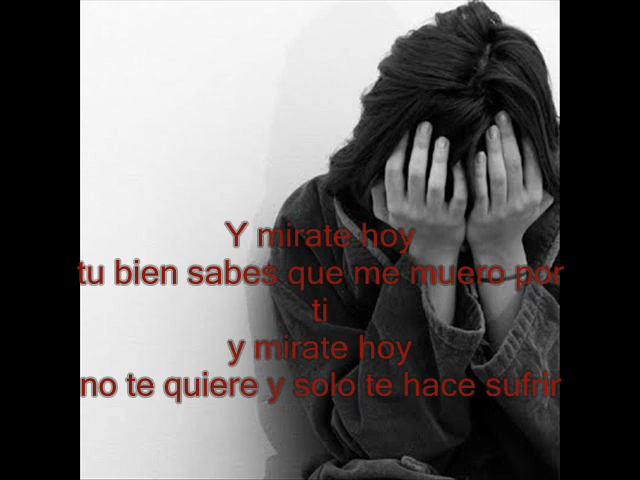 Y mirate hoy
tu bien sabes que me muero por
ti
y mirate hoy
no te quiere y solo te hace sufrir